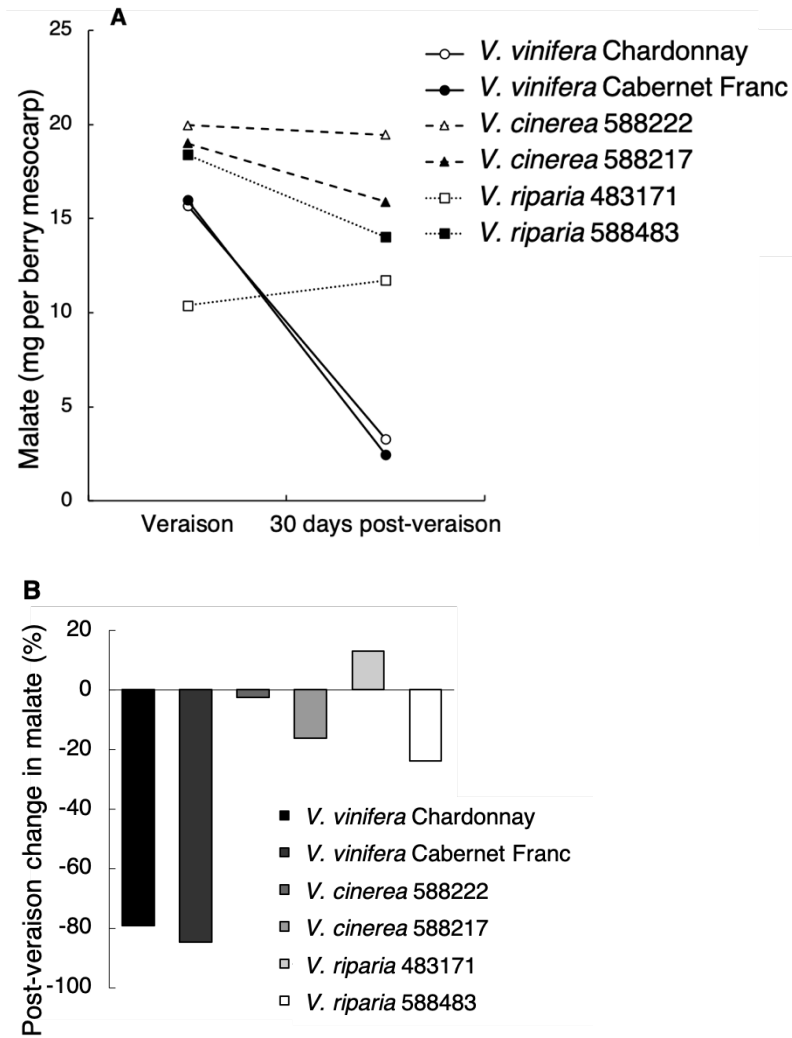 A
Malate (mg per berry mesocarp)
25
20
15
10
5
0
Veraison
30 days post-veraison
V. vinifera Chardonnay
V. vinifera Cabernet Franc
V. cinerea 588222
V. cinerea 588217
V. riparia 483171
V. riparia 588483
B
Post-veraison change in malate (%)
20
0
-20
-40
-60
-80
-100
V. vinifera Chardonnay
V. vinifera Cabernet Franc
V. cinerea 588222
V. cinerea 588217
V. riparia 483171
V. riparia 588483